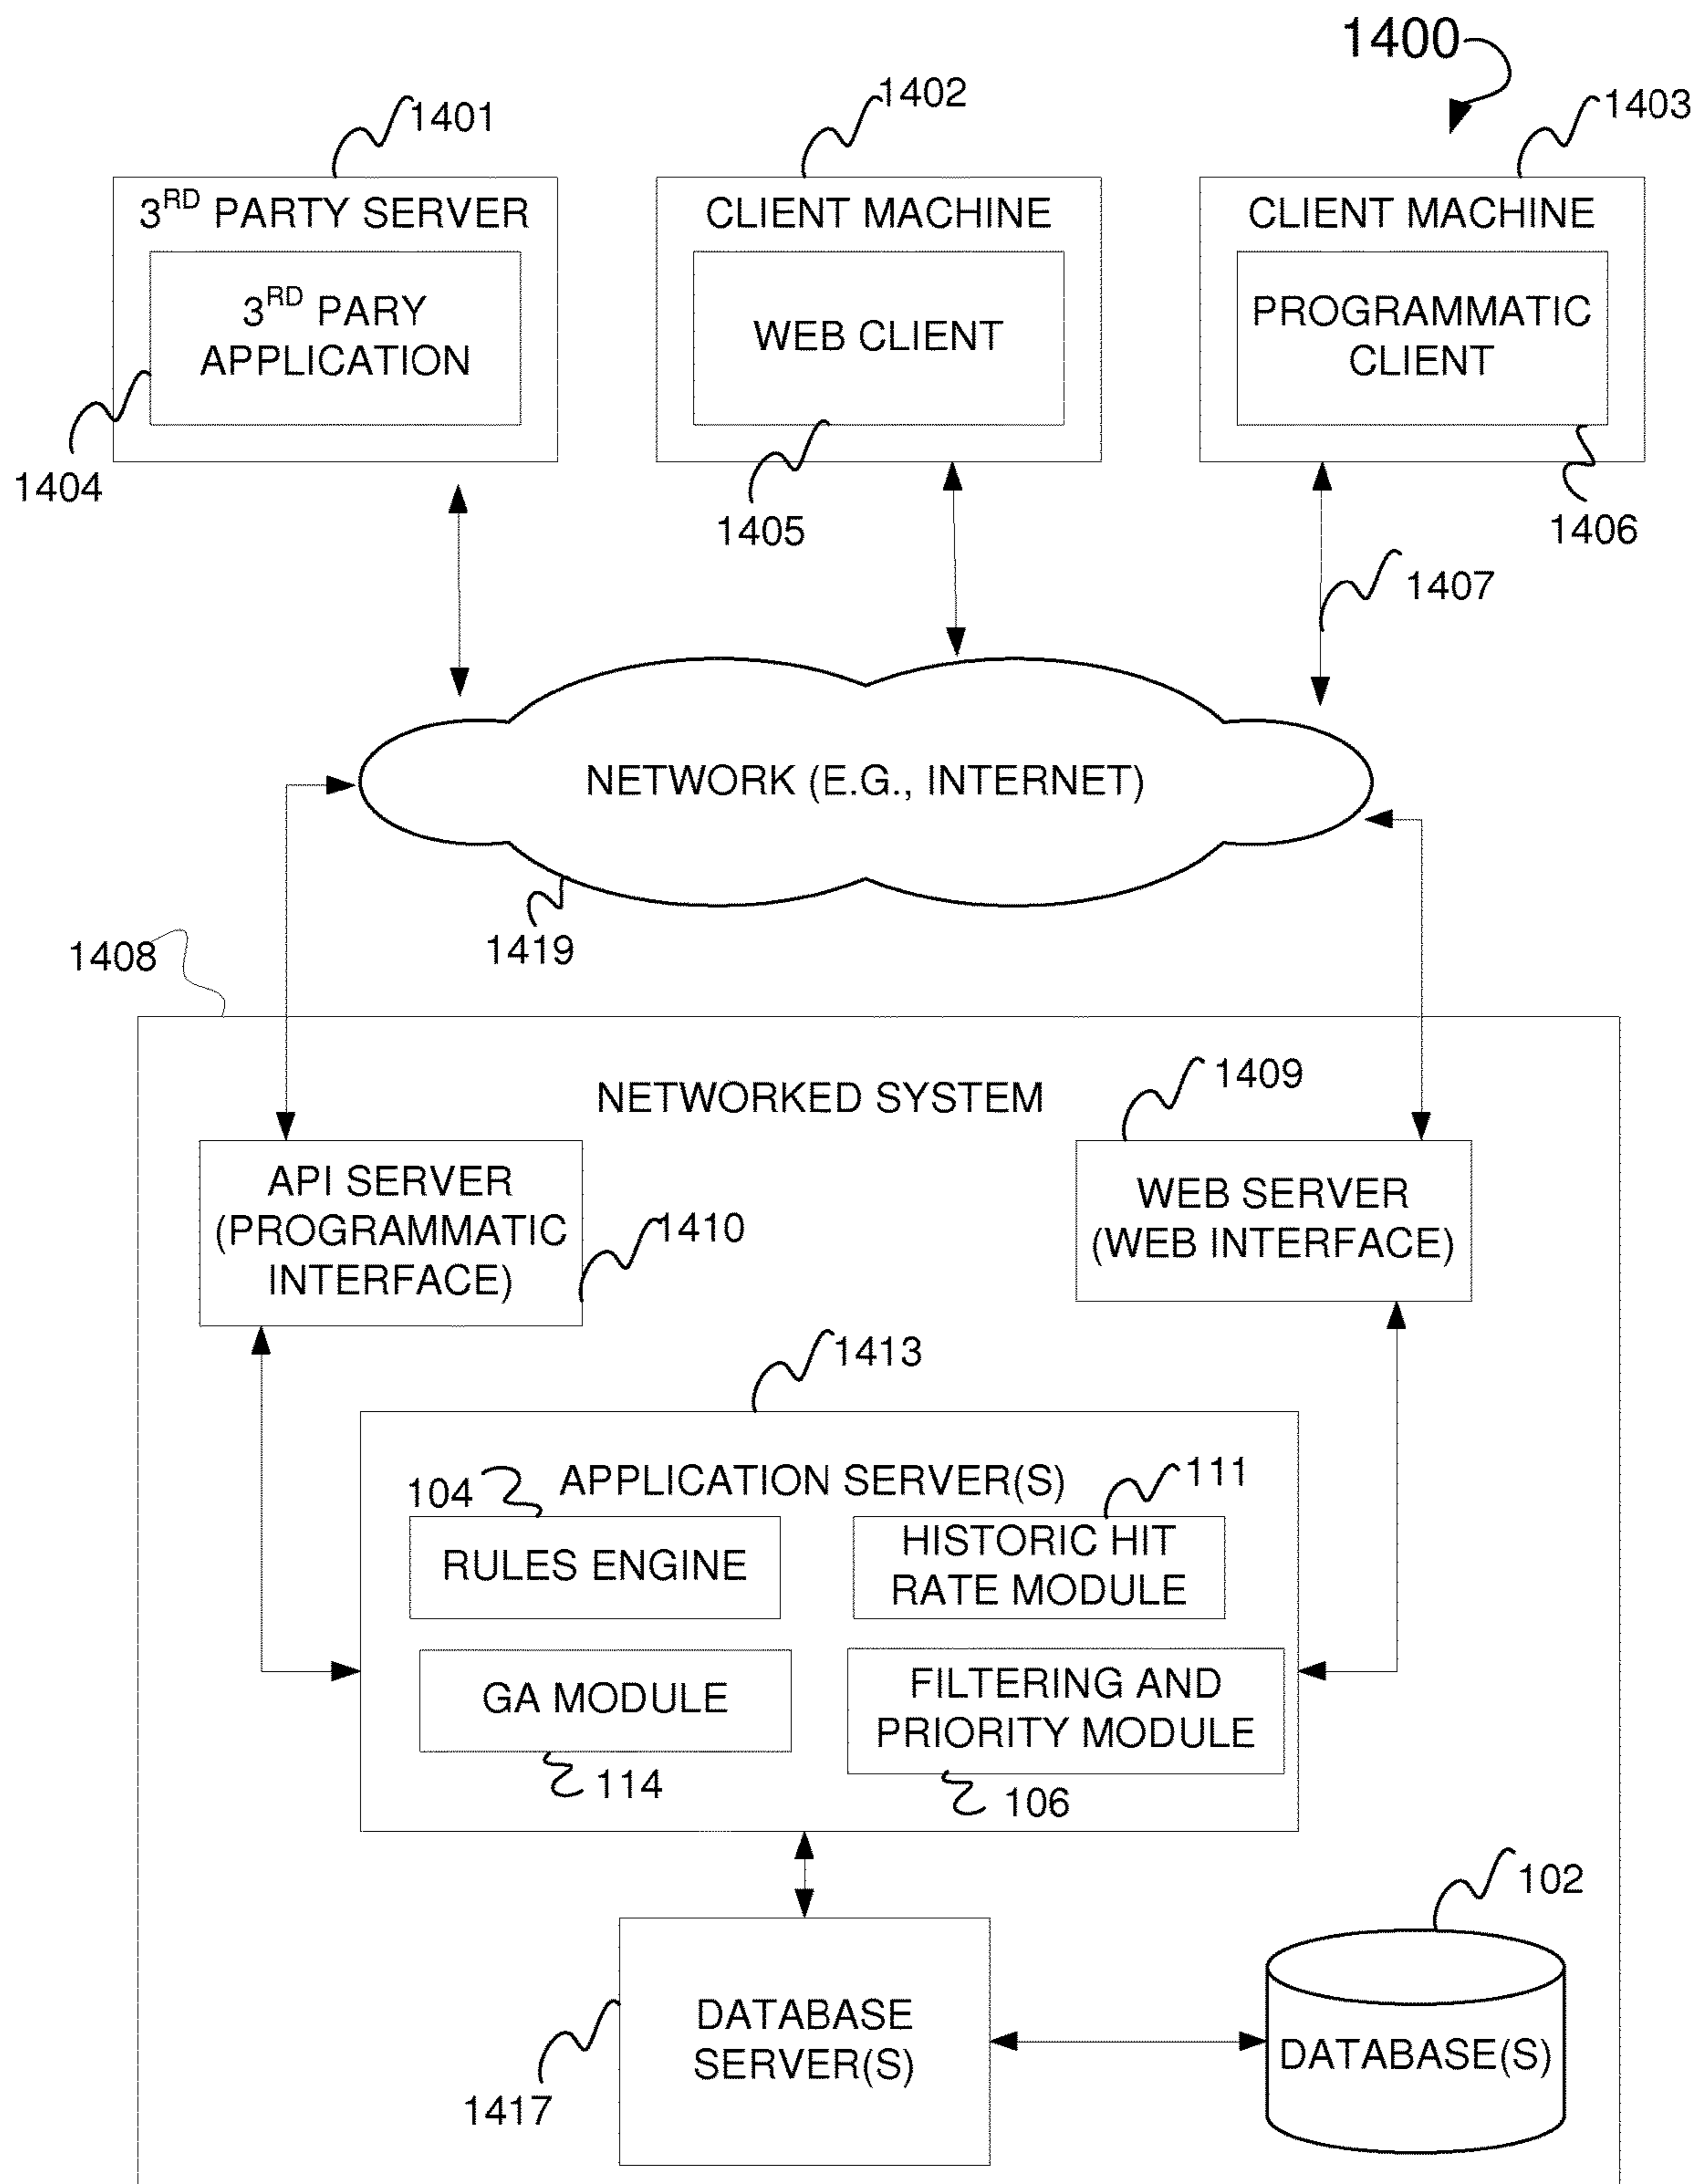 1400
1401
1402
1403
3RD PARTY SERVER
CLIENT MACHINE
CLIENT MACHINE
3RD PARY
APPLICATION
WEB CLIENT
PROGRAMMATIC
CLIENT
1404
1405
1406
1407
NETWORK (E.G., INTERNET)
1419
1408
NETWORKED SYSTEM
1409
API SERVER
(PROGRAMMATIC
INTERFACE)
1410
WEB SERVER
(WEB INTERFACE)
1413
APPLICATION SERVER(S)
104
111
RULES ENGINE
HISTORIC HIT
RATE MODULE
GA MODULE
FILTERING AND
PRIORITY MODULE
114
106
102
DATABASE
SERVER(S)
DATABASE(S)
1417